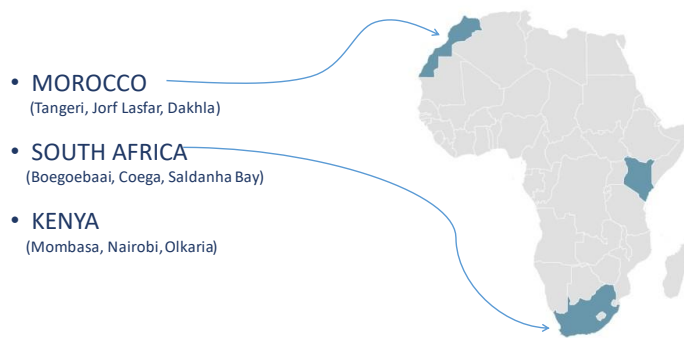 • MOROCCO
(Tangeri, Jorf Lasfar, Dakhla)
• SOUTH AFRICA
(Boegoebaai, Coega, Saldanha Bay)
• KENYA
(Mombasa, Nairobi, Olkaria)